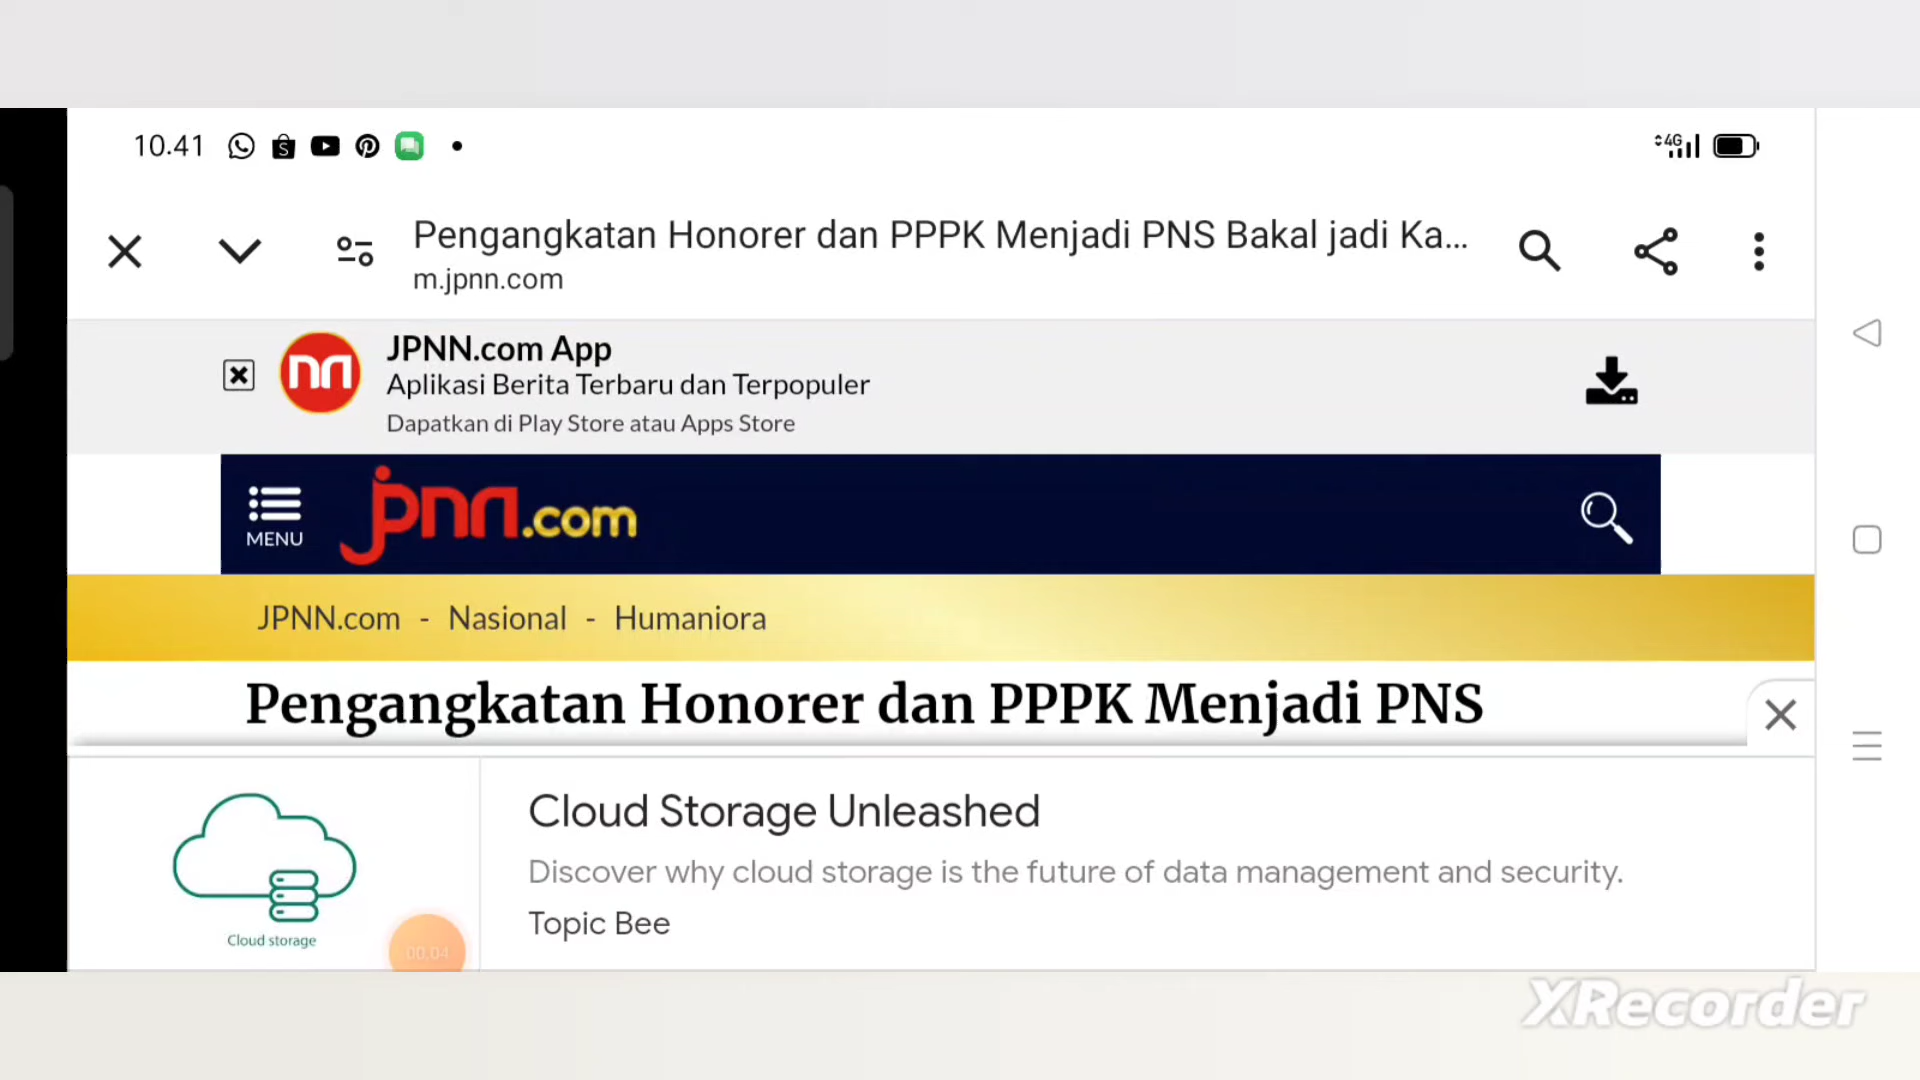 10.41
4G
Pengangkatan Honorer dan PPPK Menjadi PNS Bakal jadi Ka...
m.jpnn.com
JPNN.com App
Aplikasi Berita Terbaru dan Terpopuler
Dapatkan di Play Store atau Apps Store
MENU
jpnn.com
JPNN.com - Nasional - Humaniora
Pengangkatan Honorer dan PPPK Menjadi PNS
Cloud Storage Unleashed
Discover why cloud storage is the future of data management and security.
Topic Bee
Cloud storage
00.04
XRecorder